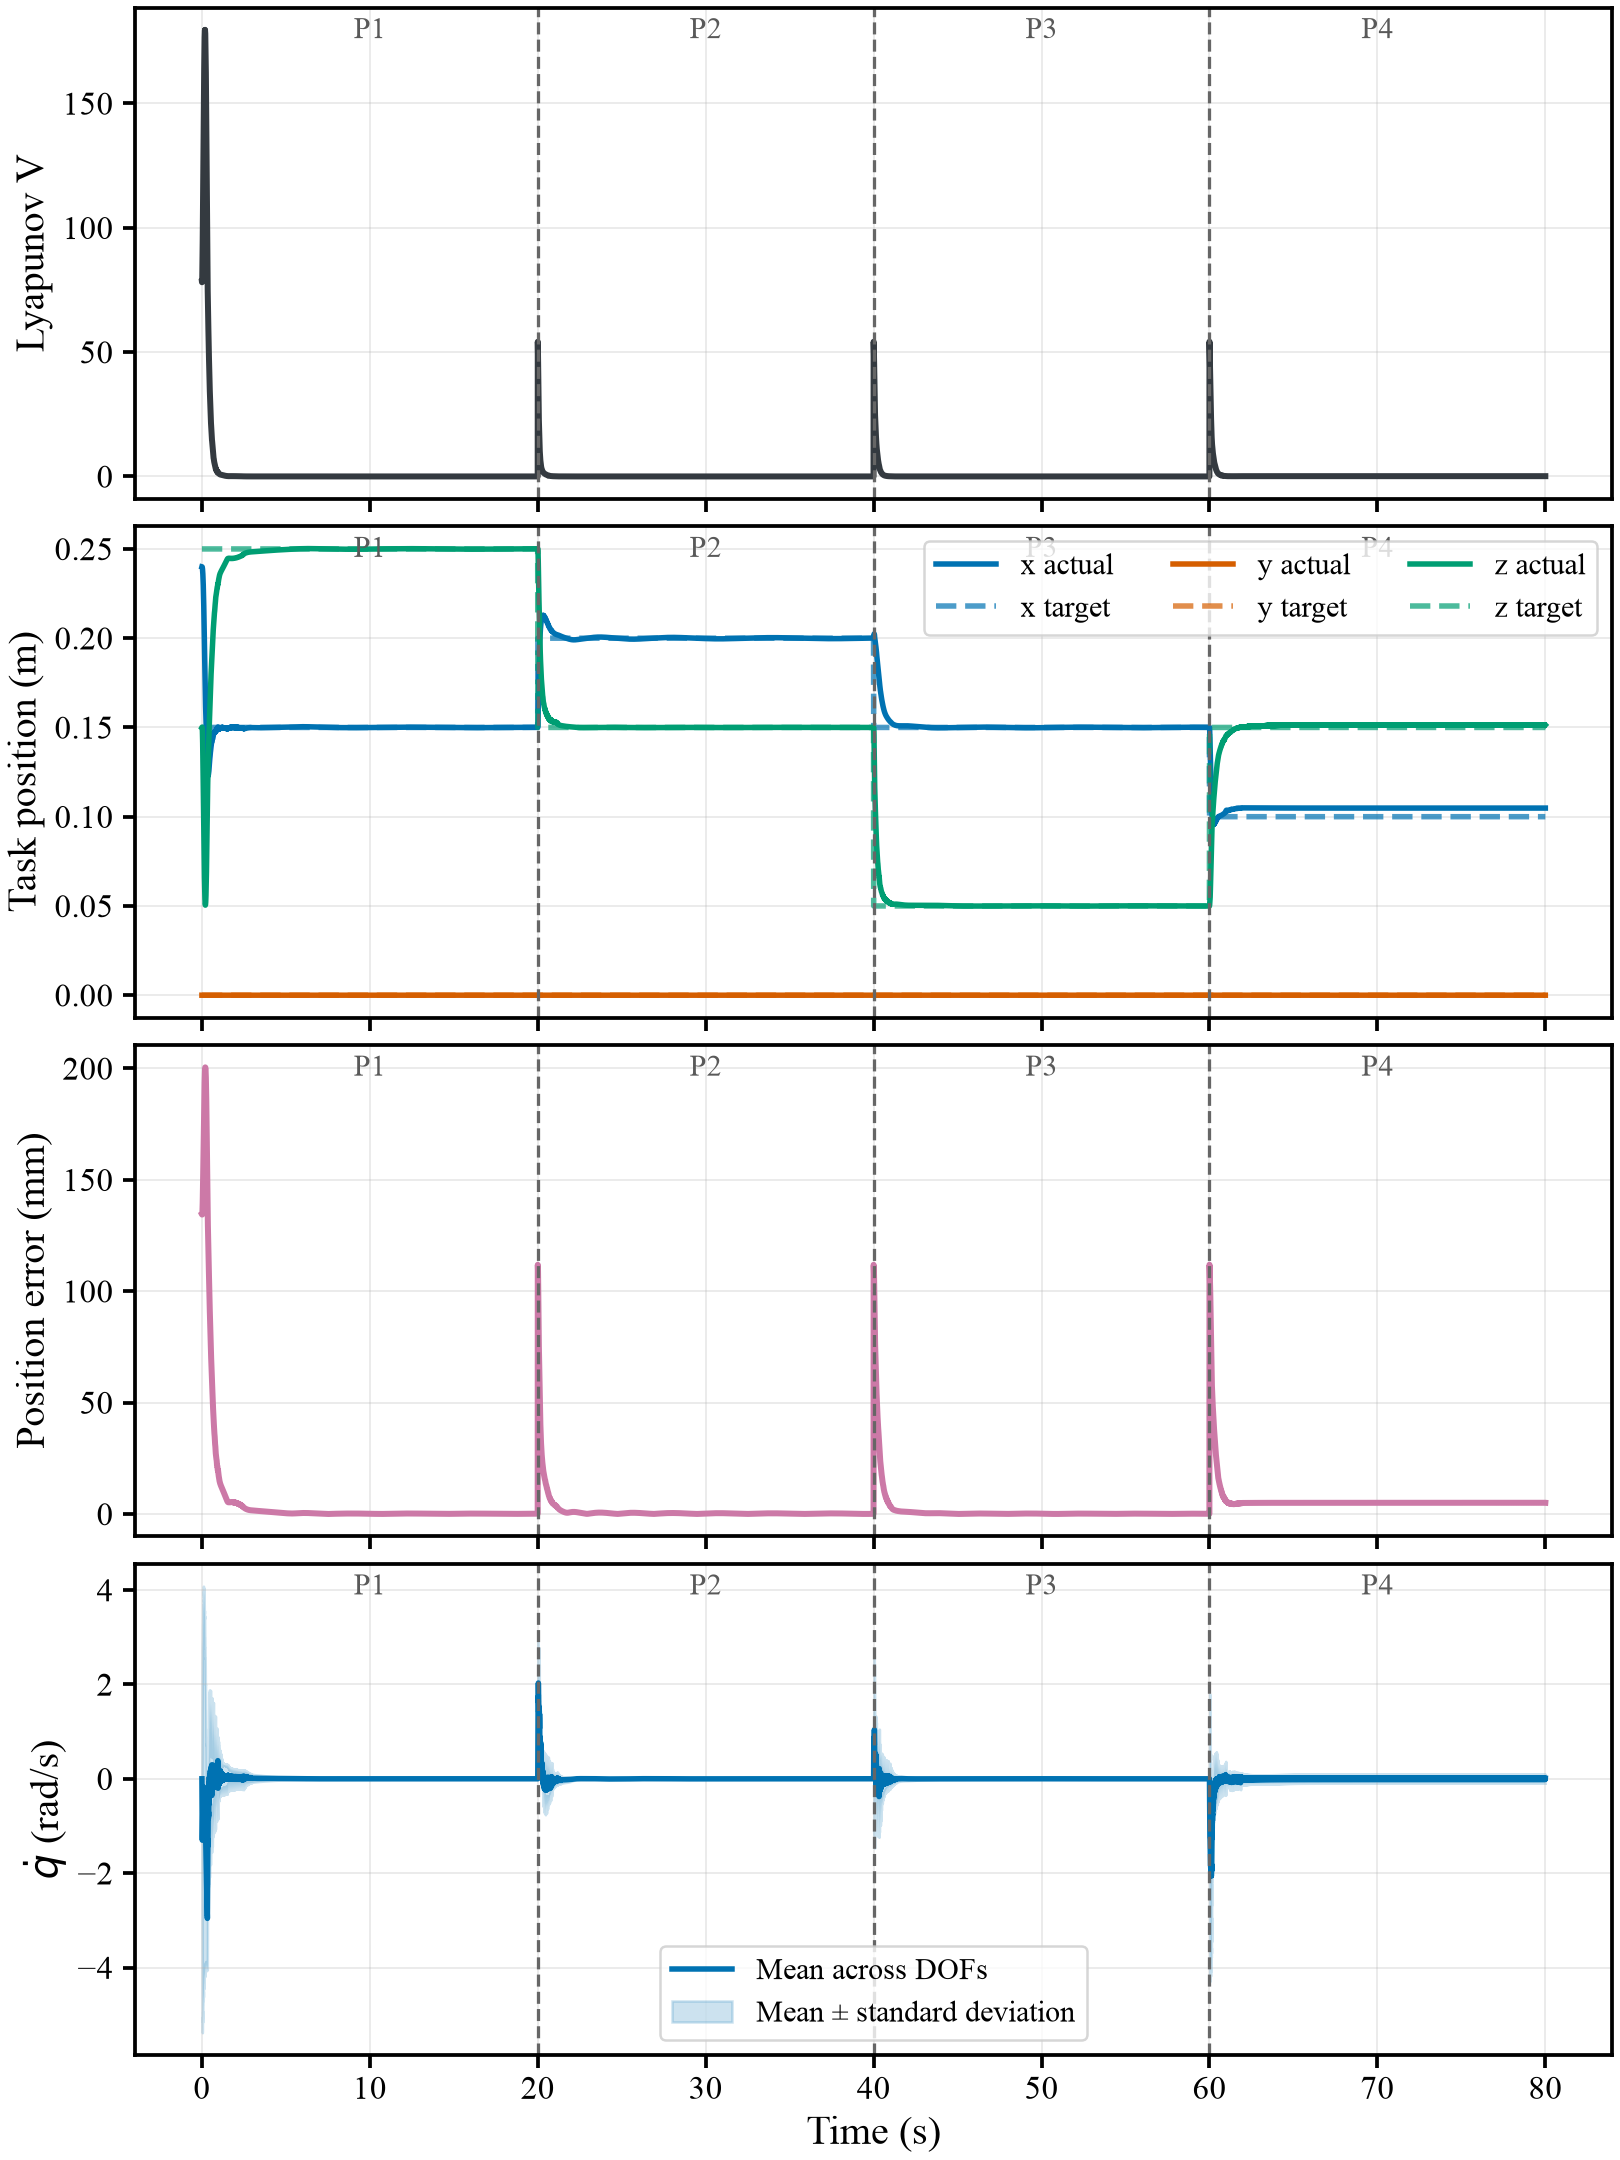 P1 P2 P3 P4
150
100
50
0
Lyapunov V
P1 P2 P3 P4
x actual y actual z actual
x target y target z target
0.25
0.20
0.15
0.10
0.05
0.00
Task position (m)
P1 P2 P3 P4
200
150
100
50
0
Position error (mm)
P1 P2 P3 P4
4
2
0
−2
−4
q̇ (rad/s)
Mean across DOFs
Mean ± standard deviation
0 10 20 30 40 50 60 70 80
Time (s)